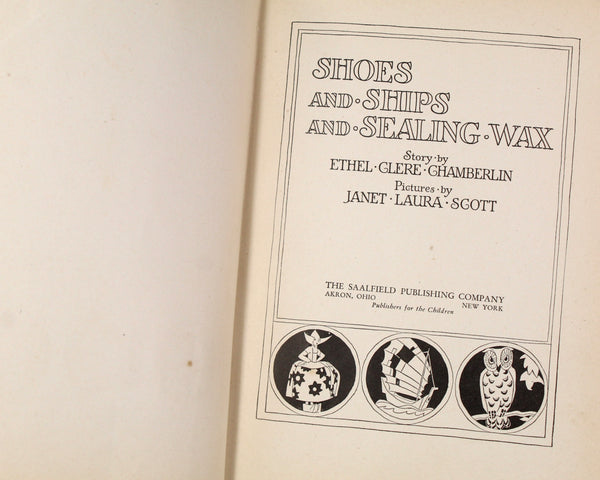 SHOES
AND·SHIPS
AND·SEALING·WAX
Story·by
ETHEL·CLERE·CHAMBERLIN
Pictures·by
JANET·LAURA·SCOTT
THE SAALFIELD PUBLISHING COMPANY
AKRON, OHIO NEW YORK
Publishers for the Children